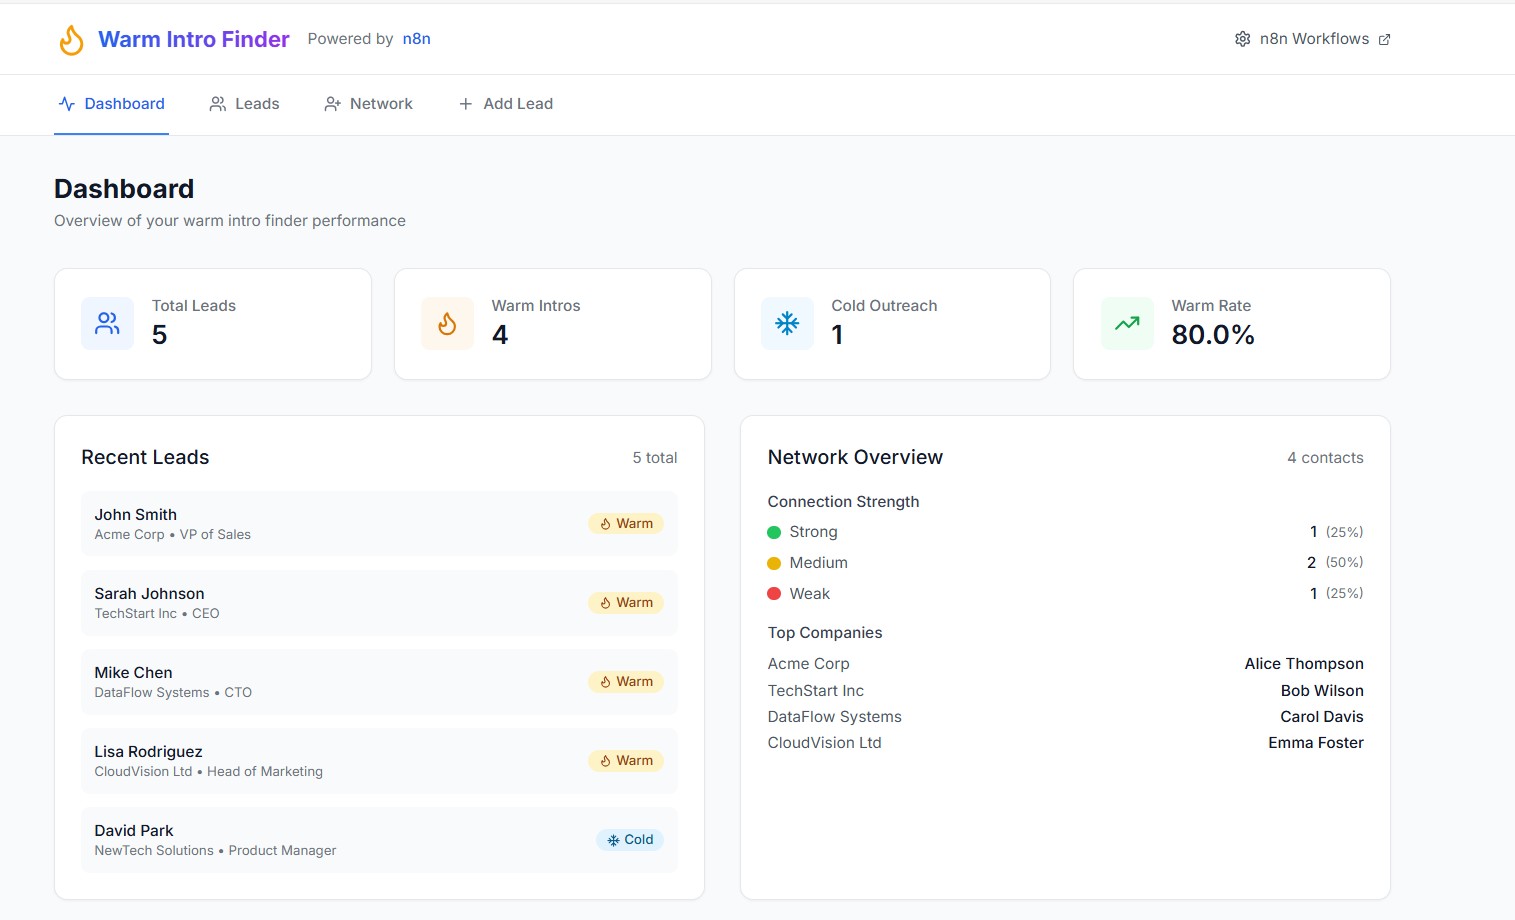 Warm Intro Finder Powered by n8n n8n Workflows
Dashboard Leads Network Add Lead
Dashboard
Overview of your warm intro finder performance
Total Leads
5
Warm Intros
4
Cold Outreach
1
Warm Rate
80.0%
Recent Leads 5 total
John Smith
Acme Corp • VP of Sales
Warm
Sarah Johnson
TechStart Inc • CEO
Warm
Mike Chen
DataFlow Systems • CTO
Warm
Lisa Rodriguez
CloudVision Ltd • Head of Marketing
Warm
David Park
NewTech Solutions • Product Manager
Cold
Network Overview 4 contacts
Connection Strength
Strong 1 (25%)
Medium 2 (50%)
Weak 1 (25%)
Top Companies
Acme Corp Alice Thompson
TechStart Inc Bob Wilson
DataFlow Systems Carol Davis
CloudVision Ltd Emma Foster